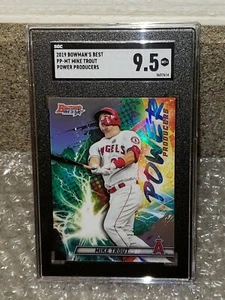 SGC
2019 BOWMAN'S BEST
PP-MT MIKE TROUT
POWER PRODUCERS
9.5
Bowman's
BEST
POWER
PRODUCERS
ANGELS
MIKE TROUT